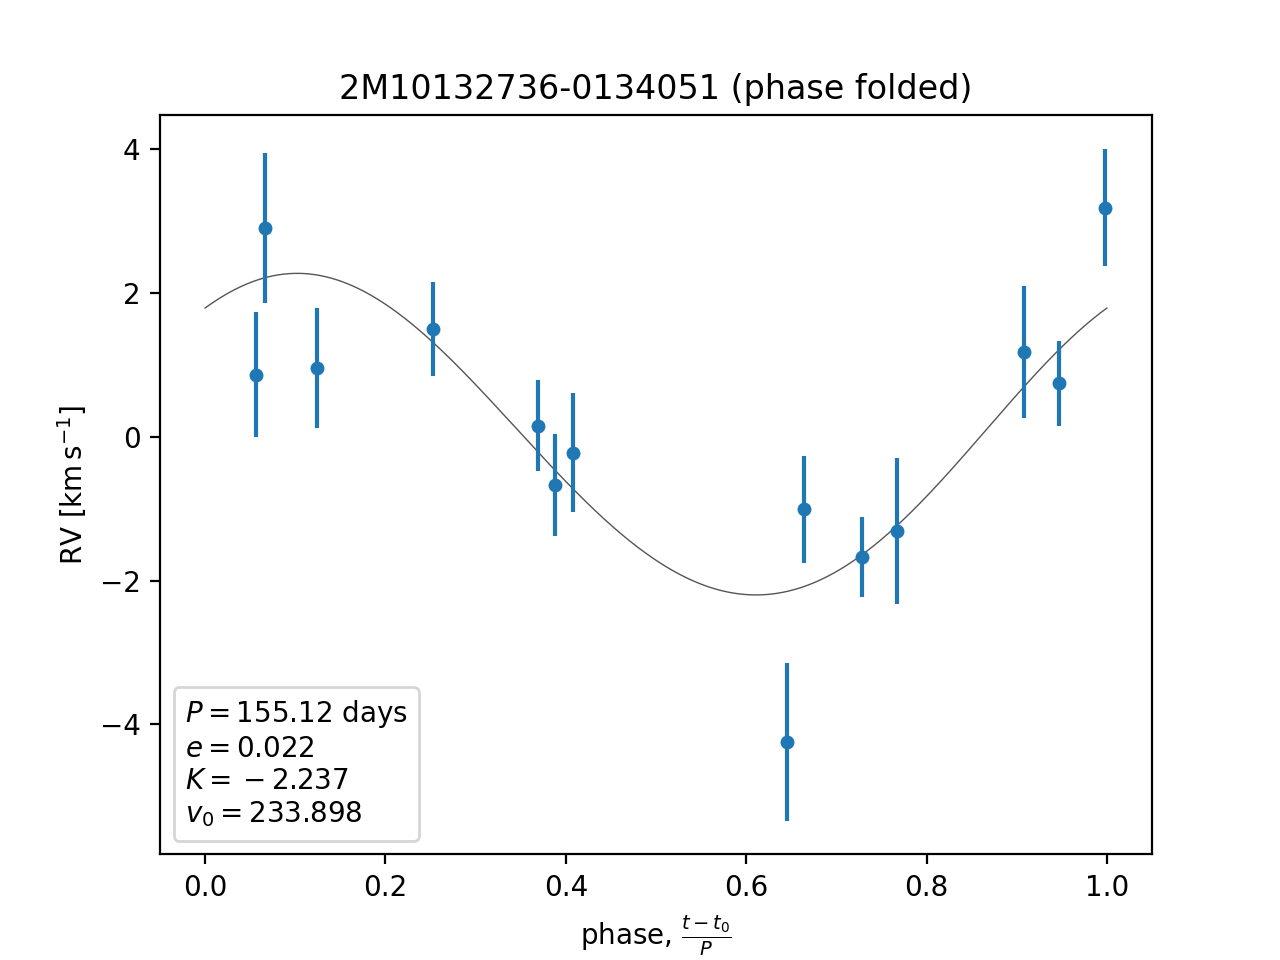 2M10132736-0134051 (phase folded)
4
2
0
−2
−4
RV [km s⁻¹]
P = 155.12 days
e = 0.022
K = −2.237
v₀ = 233.898
0.0 0.2 0.4 0.6 0.8 1.0
phase, (t − t₀)/P